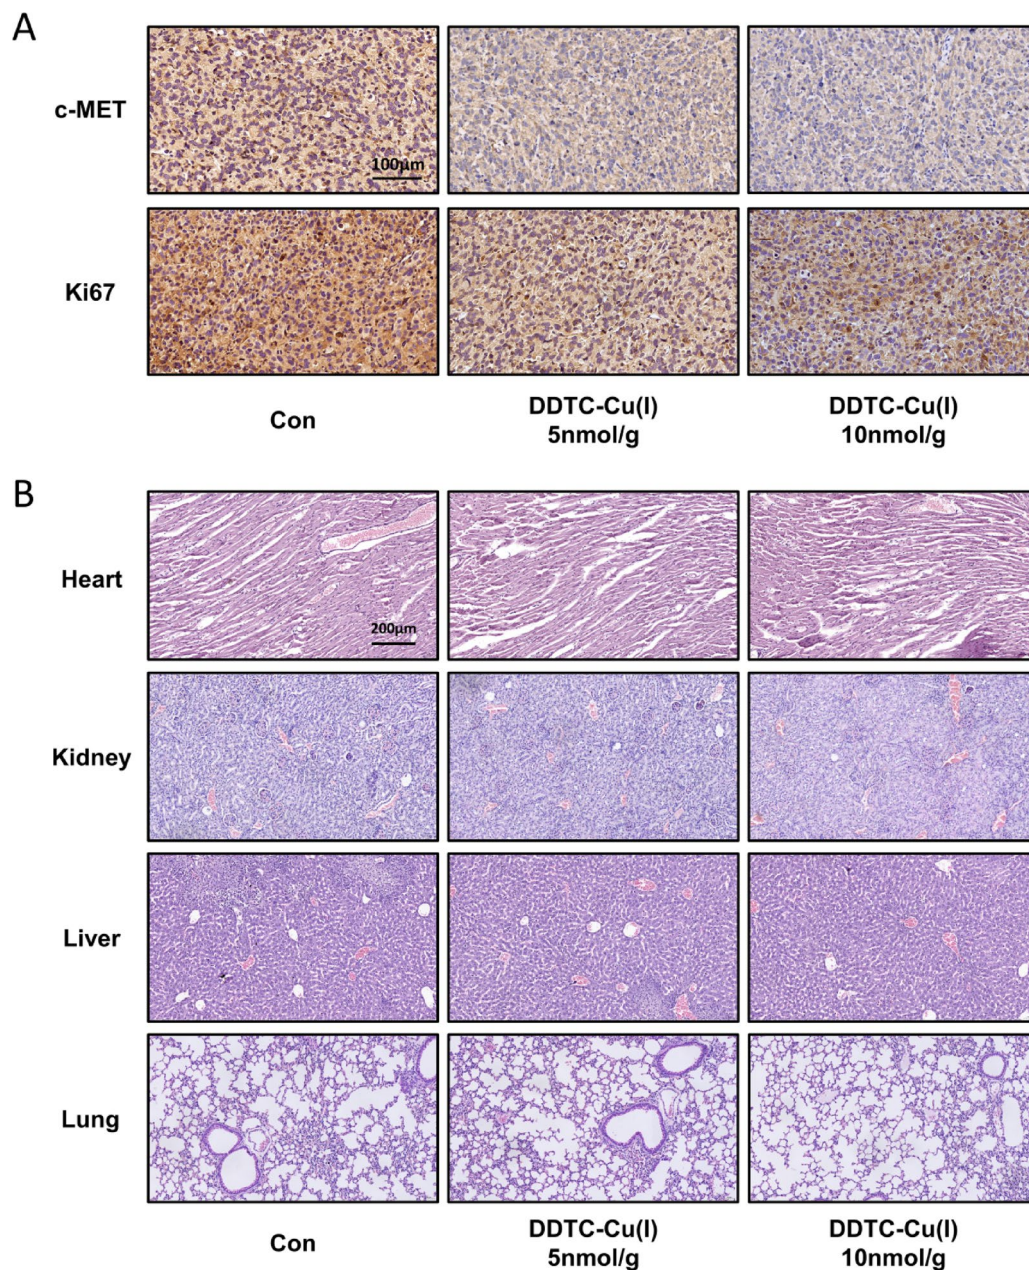 A
c-MET
100μm
Ki67
Con
DDTC-Cu(I)
5nmol/g
DDTC-Cu(I)
10nmol/g
B
Heart
200μm
Kidney
Liver
Lung
Con
DDTC-Cu(I)
5nmol/g
DDTC-Cu(I)
10nmol/g